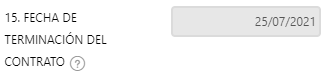 15. FECHA DE
TERMINACIÓN DEL
CONTRATO ?
25/07/2021